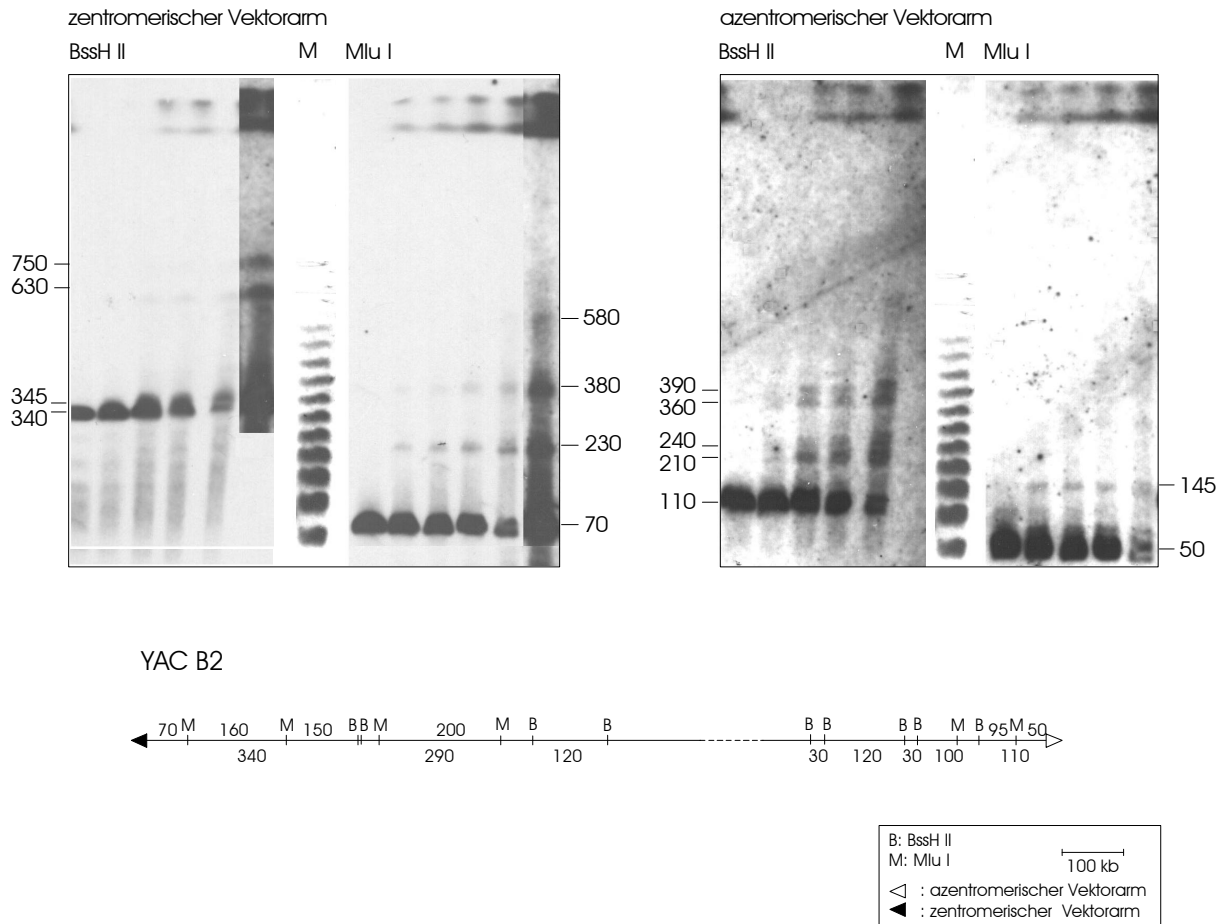 zentromerischer Vektorarm
BssH II M Mlu I
750
630
345
340
580
380
230
70
azentromerischer Vektorarm
BssH II M Mlu I
390
360
240
210
110
145
50
YAC B2
70 M 160 M 150 B B M 200 M B B B B B B M B 95 M 50
340 290 120 30 120 30 100 110
B: BssH II
M: Mlu I
100 kb
: azentromerischer Vektorarm
: zentromerischer Vektorarm